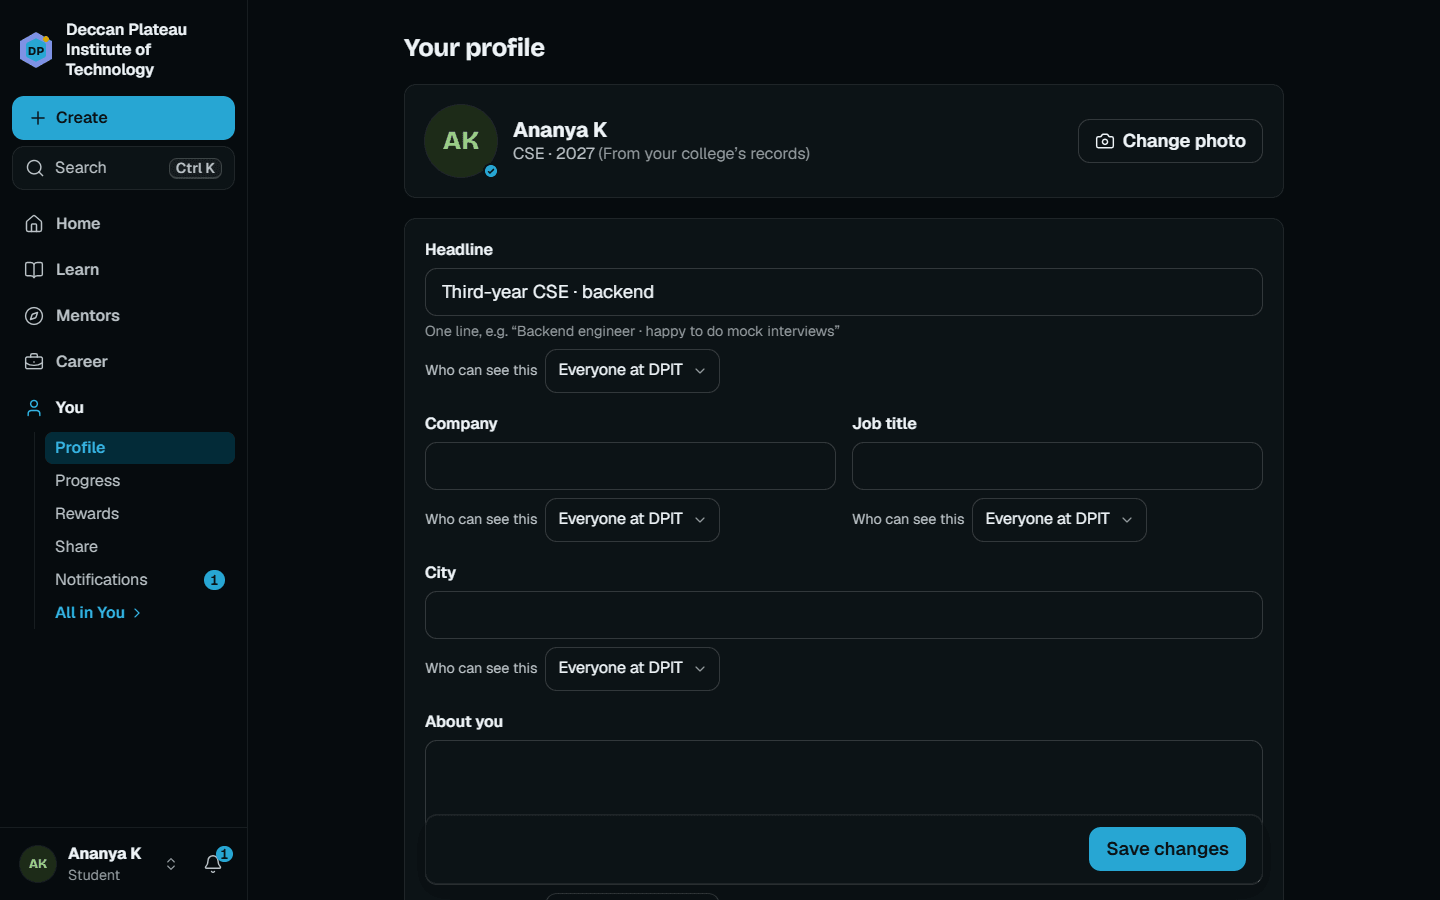 Deccan Plateau
Institute of
Technology
DP
Create
Search
Ctrl K
Home
Learn
Mentors
Career
You
Profile
Progress
Rewards
Share
Notifications
1
All in You
AK
Ananya K
Student
1
Your profile
AK
Ananya K
CSE · 2027 (From your college’s records)
Change photo
Headline
Third-year CSE · backend
One line, e.g. “Backend engineer · happy to do mock interviews”
Who can see this
Everyone at DPIT
Company
Job title
Who can see this
Everyone at DPIT
Who can see this
Everyone at DPIT
City
Who can see this
Everyone at DPIT
About you
Save changes